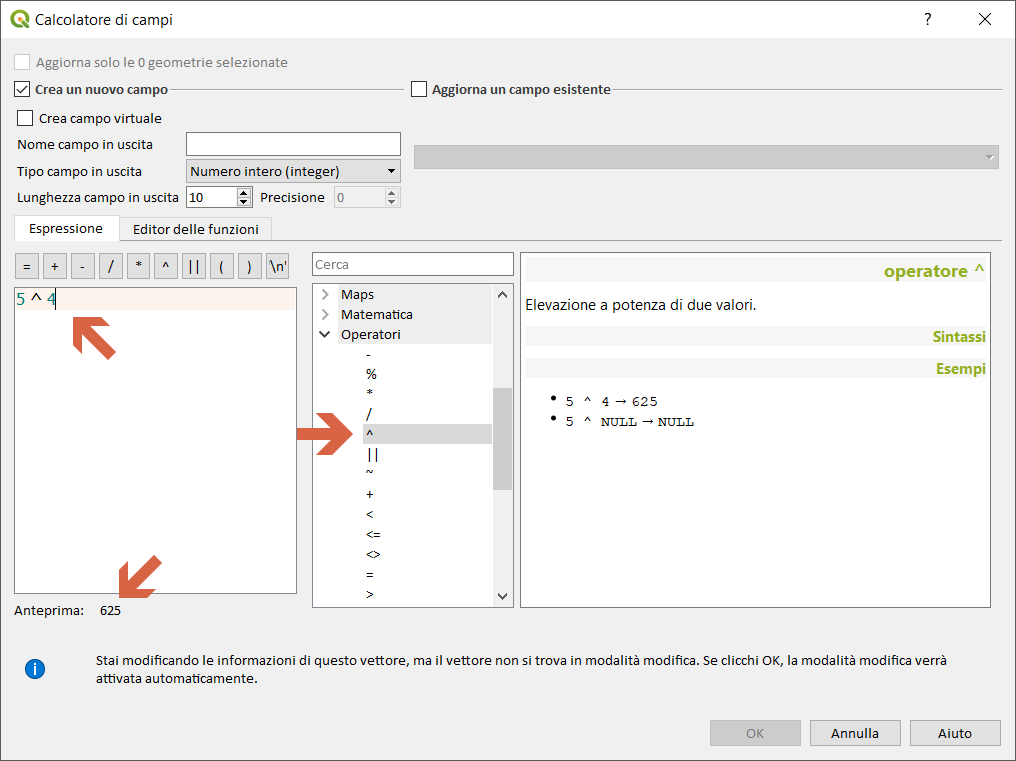 Calcolatore di campi
?
Aggiorna solo le 0 geometrie selezionate
Crea un nuovo campo
Aggiorna un campo esistente
Crea campo virtuale
Nome campo in uscita
Tipo campo in uscita
Numero intero (integer)
Lunghezza campo in uscita
10
Precisione
0
Espressione
Editor delle funzioni
= + - / * ^ || ( ) \n'
5 ^ 4
Anteprima: 625
Cerca
Maps
Matematica
Operatori
-
%
*
/
^
||
~
+
<
<=
<>
=
>
operatore ^
Elevazione a potenza di due valori.
Sintassi
Esempi
• 5 ^ 4 → 625
• 5 ^ NULL → NULL
Stai modificando le informazioni di questo vettore, ma il vettore non si trova in modalità modifica. Se clicchi OK, la modalità modifica verrà
attivata automaticamente.
OK
Annulla
Aiuto